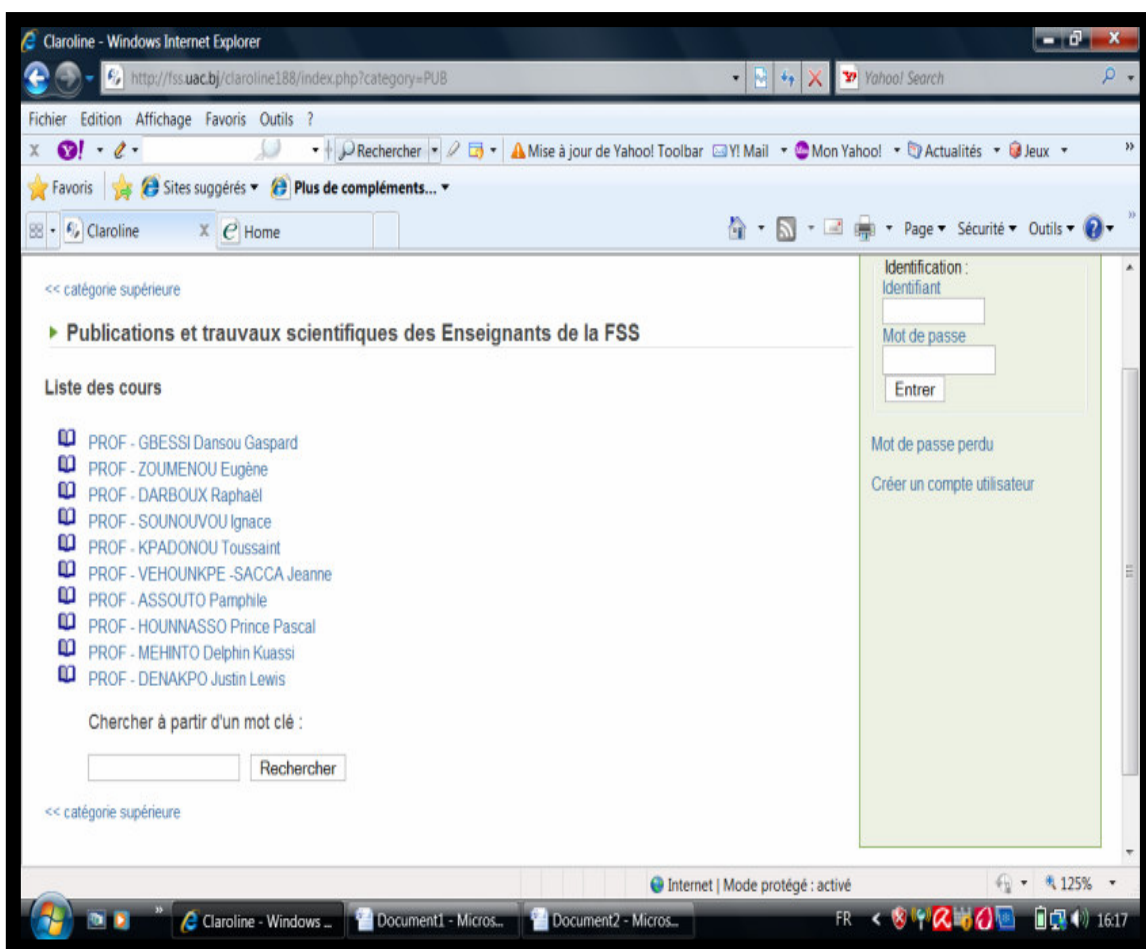 Claroline - Windows Internet Explorer
http://fss.uac.bj/claroline188/index.php?category=PUB
Yahoo! Search
Fichier Edition Affichage Favoris Outils ?
x Y! Rechercher Mise à jour de Yahoo! Toolbar Y! Mail Mon Yahoo! Actualités Jeux »
Favoris Sites suggérés Plus de compléments...
Claroline X Home Page Sécurité Outils »
Identification :
<< catégorie supérieure
Identifiant
Publications et trauvaux scientifiques des Enseignants de la FSS
Mot de passe
Liste des cours
Entrer
PROF - GBESSI Dansou Gaspard
Mot de passe perdu
PROF - ZOUMENOU Eugène
Créer un compte utilisateur
PROF - DARBOUX Raphaël
PROF - SOUNOUVOU Ignace
PROF - KPADONOU Toussaint
PROF - VEHOUNKPE -SACCA Jeanne
PROF - ASSOUTO Pamphile
PROF - HOUNNASSO Prince Pascal
PROF - MEHINTO Delphin Kuassi
PROF - DENAKPO Justin Lewis
Chercher à partir d'un mot clé :
Rechercher
<< catégorie supérieure
Internet | Mode protégé : activé 125%
» Claroline - Windows ... Document1 - Micros... Document2 - Micros... FR 16:17